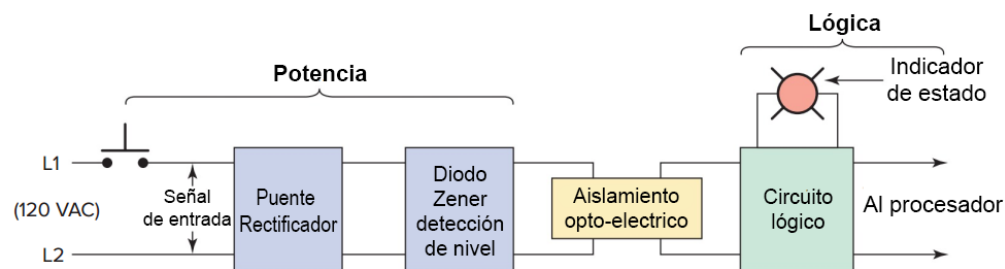 Lógica
Potencia
Indicador
de estado
L1
(120 VAC)
L2
Señal
de entrada
Puente
Rectificador
Diodo
Zener
detección
de nivel
Aislamiento
opto-electrico
Circuito
lógico
Al procesador